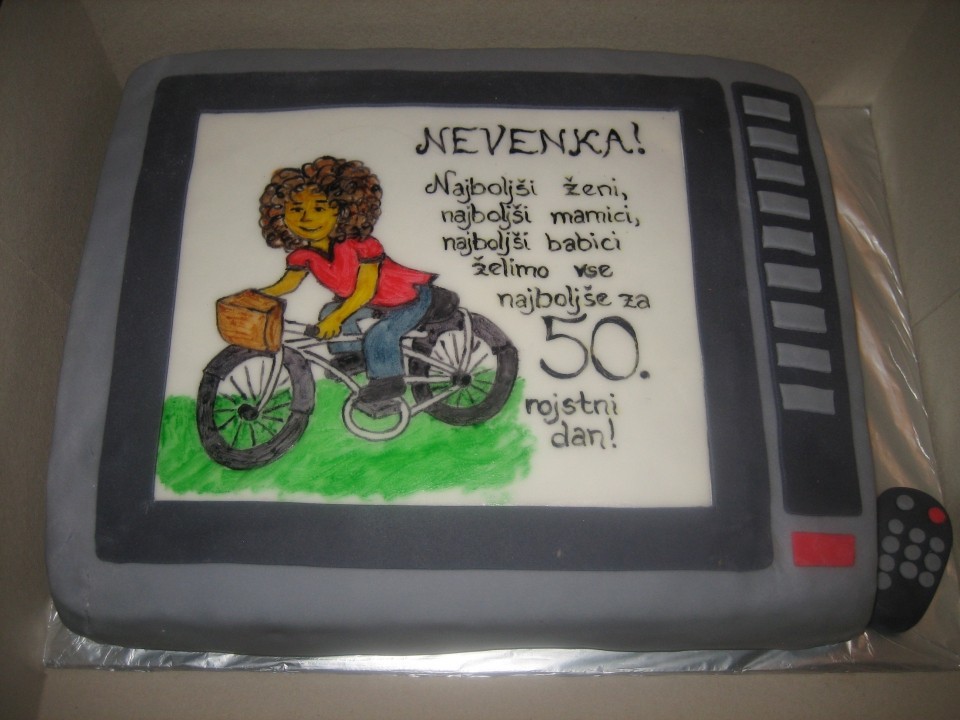 NEVENKA!
Najboljši ženi,
najboljši mamici,
najboljši babici
želimo vse
najboljše za
50.
rojstni
dan!